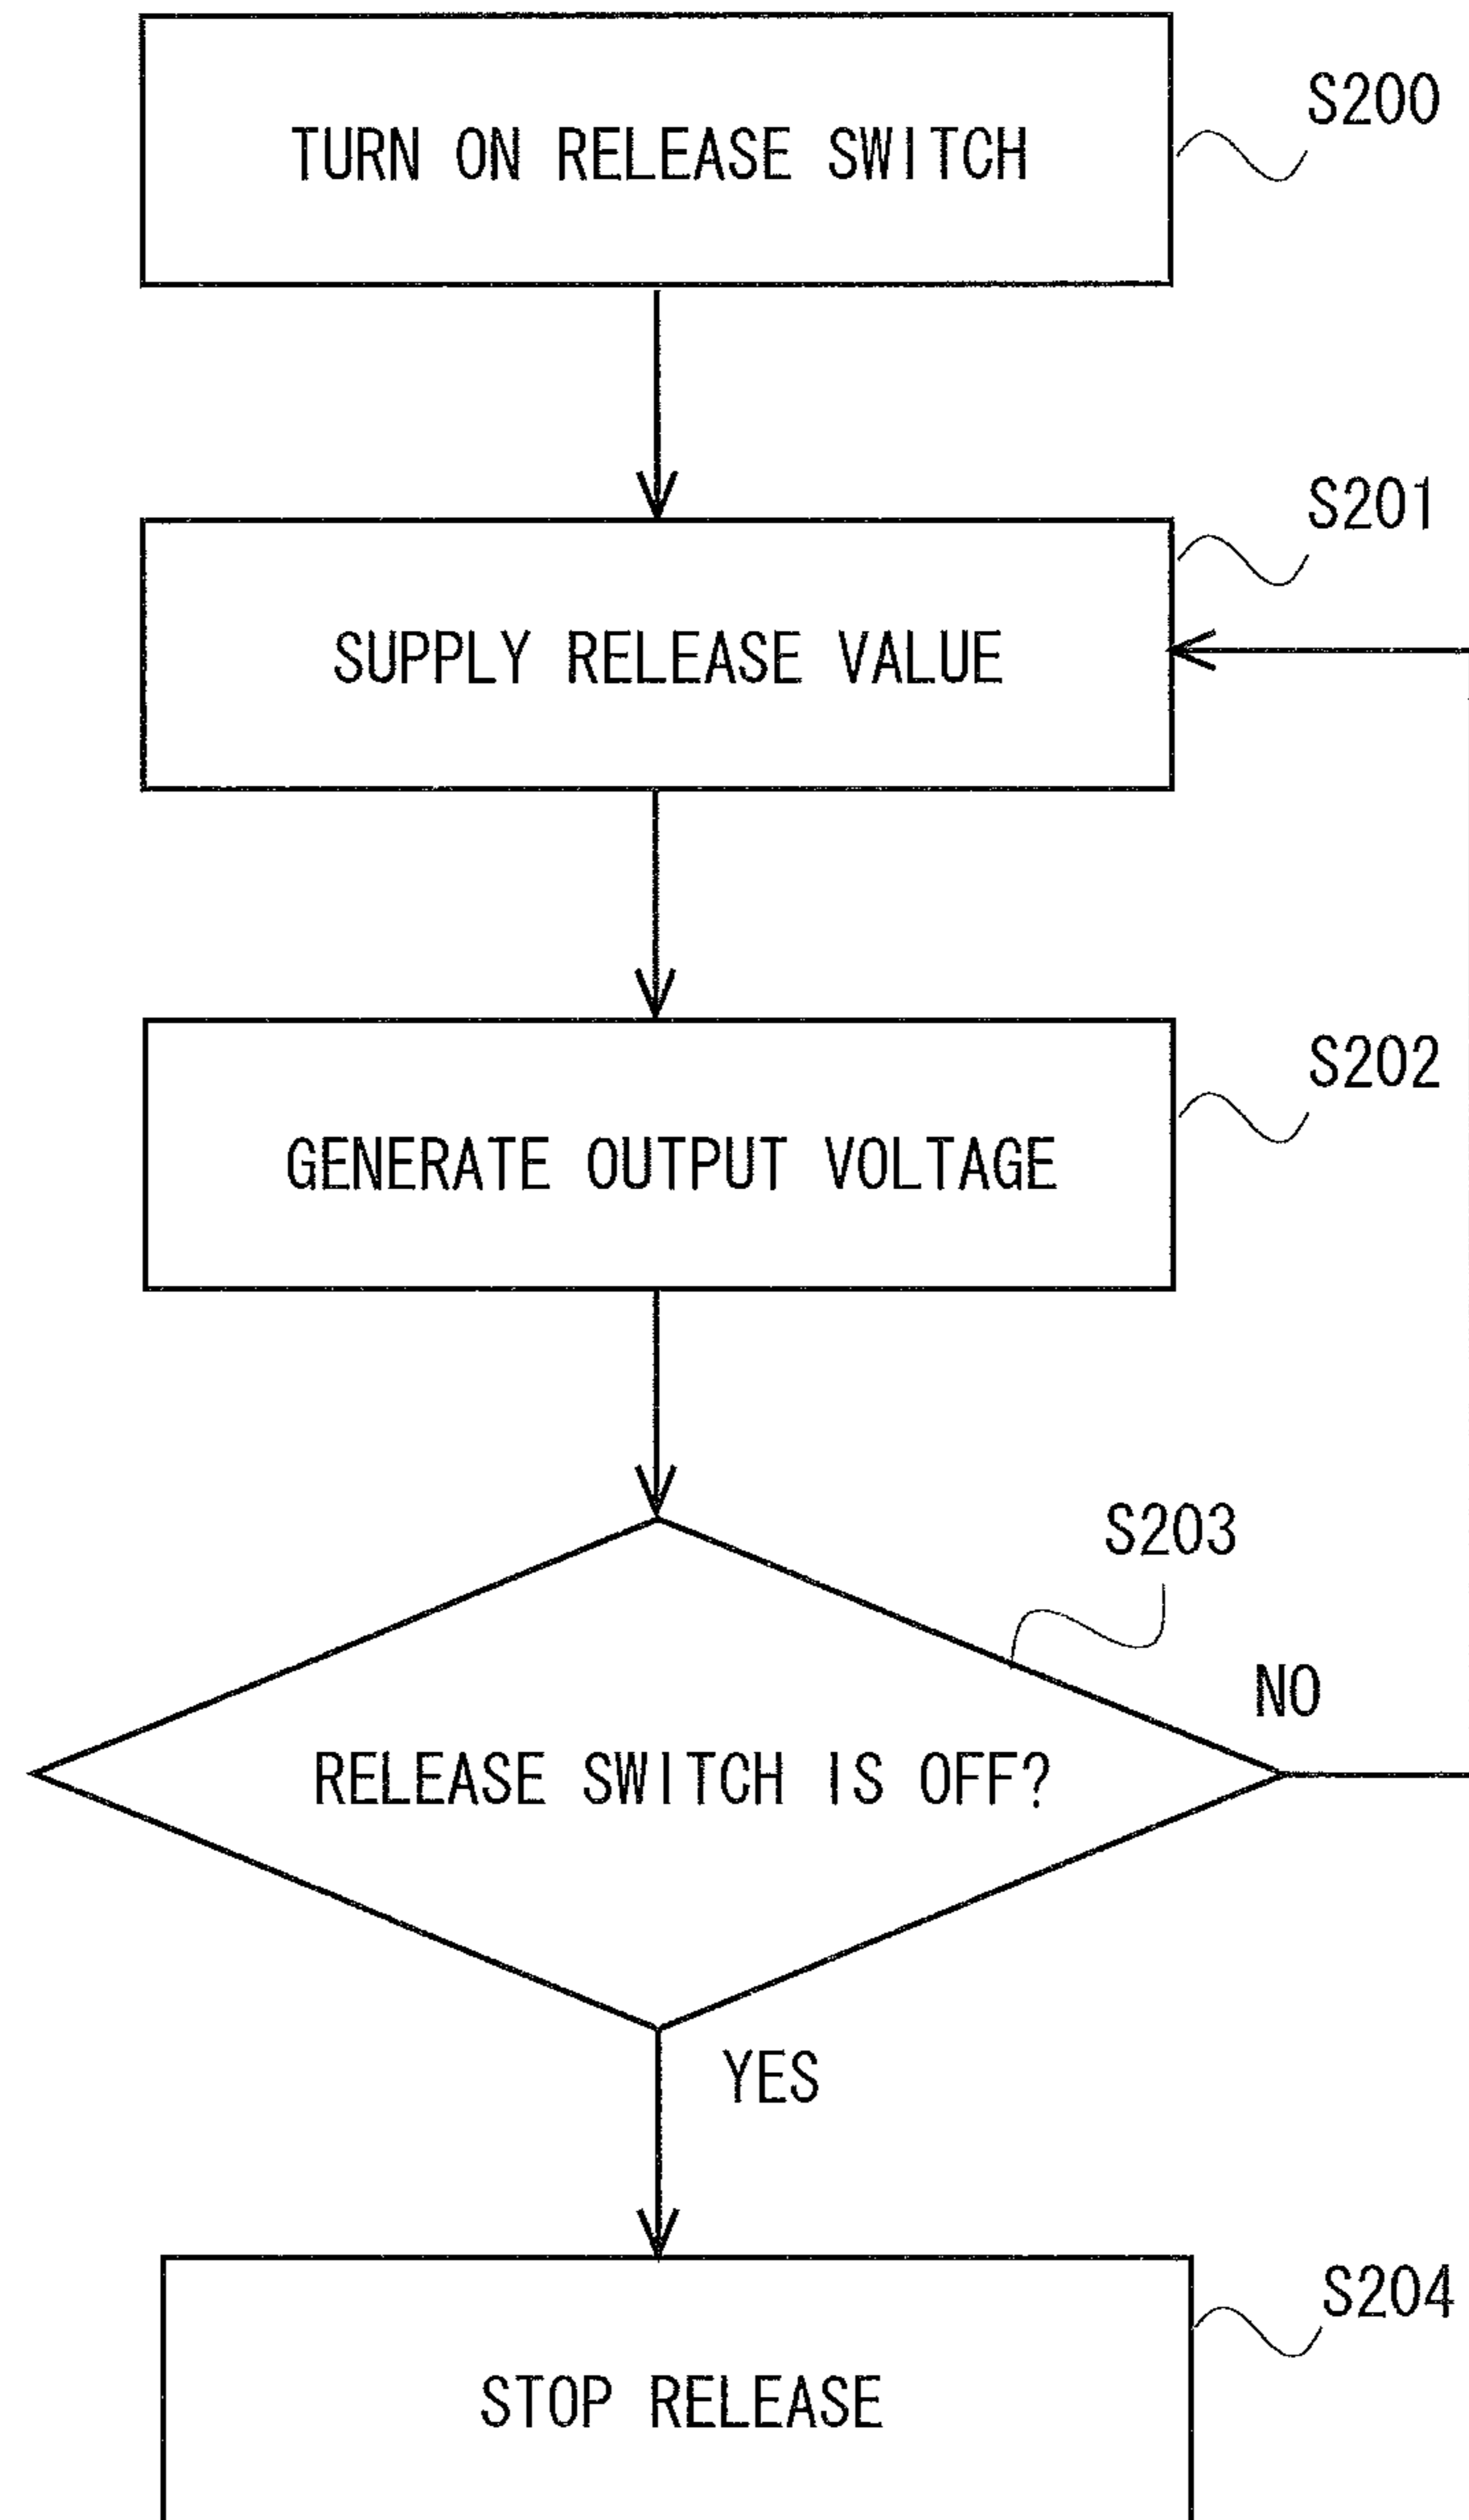 S200
TURN ON RELEASE SWITCH
S201
SUPPLY RELEASE VALUE
S202
GENERATE OUTPUT VOLTAGE
S203
NO
RELEASE SWITCH IS OFF?
YES
S204
STOP RELEASE